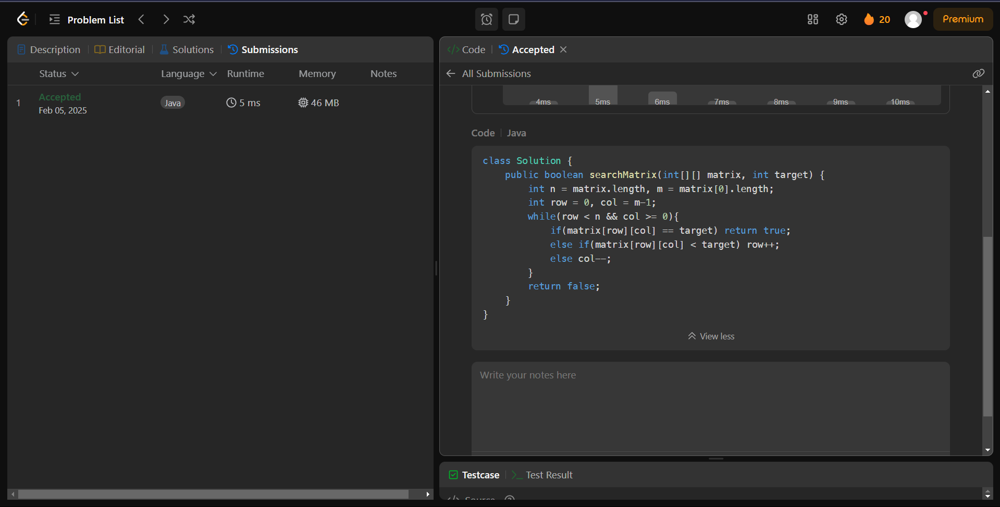 Problem List
20
Premium
Description Editorial Solutions Submissions
Status Language Runtime Memory Notes
1 Accepted Java 5 ms 46 MB
Feb 05, 2025
</> Code Accepted
All Submissions
4ms 5ms 6ms 7ms 8ms 9ms 10ms
Code Java
class Solution {
    public boolean searchMatrix(int[][] matrix, int target) {
        int n = matrix.length, m = matrix[0].length;
        int row = 0, col = m-1;
        while(row < n && col >= 0){
            if(matrix[row][col] == target) return true;
            else if(matrix[row][col] < target) row++;
            else col--;
        }
        return false;
    }
}
View less
Write your notes here
Testcase >_ Test Result
</> Source